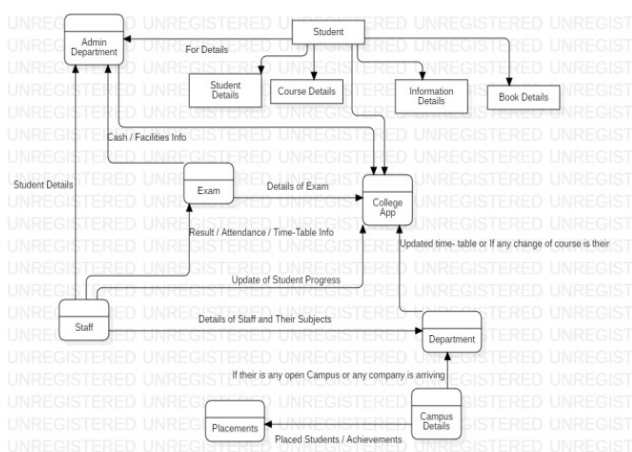 Student
Admin
Department
For Details
Student
Details
Course Details
Information
Details
Book Details
Cash / Facilities Info
Student Details
Exam
Details of Exam
College
App
Result / Attendance / Time-Table Info
Updated time- table or If any change of course is their
Update of Student Progress
Staff
Details of Staff and Their Subjects
Department
If their is any open Campus or any company is arriving
Placements
Campus
Details
Placed Students / Achievements
UNREGISTERED